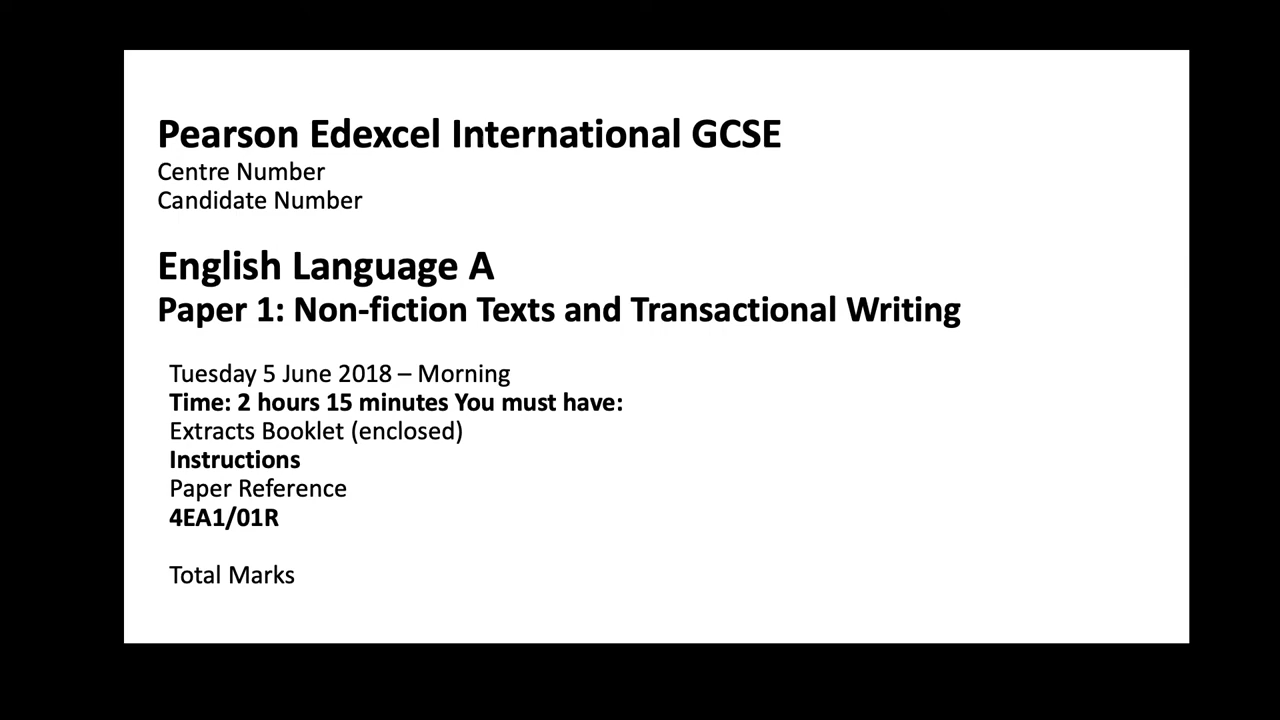 Pearson Edexcel International GCSE
Centre Number
Candidate Number
English Language A
Paper 1: Non-fiction Texts and Transactional Writing
Tuesday 5 June 2018 – Morning
Time: 2 hours 15 minutes You must have:
Extracts Booklet (enclosed)
Instructions
Paper Reference
4EA1/01R
Total Marks